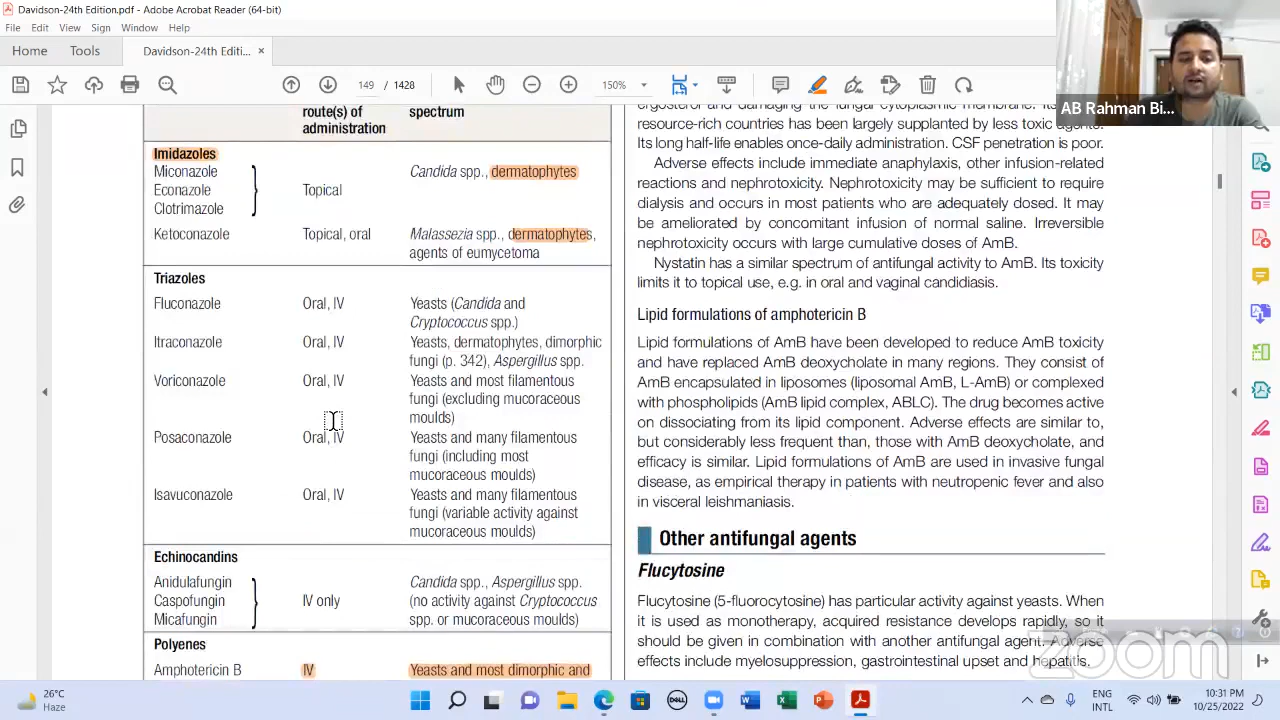 Davidson-24th Edition.pdf - Adobe Acrobat Reader (64-bit)
File Edit View Sign Window Help
Home Tools Davidson-24th Editi... ×
149 / 1428 150%
AB Rahman Bi...
route(s) of administration
spectrum
Imidazoles
Miconazole
Econazole
Clotrimazole
Topical
Candida spp., dermatophytes
Ketoconazole Topical, oral Malassezia spp., dermatophytes,
agents of eumycetoma
Triazoles
Fluconazole Oral, IV Yeasts (Candida and
Cryptococcus spp.)
Itraconazole Oral, IV Yeasts, dermatophytes, dimorphic
fungi (p. 342), Aspergillus spp.
Voriconazole Oral, IV Yeasts and most filamentous
fungi (excluding mucoraceous
moulds)
Posaconazole Oral, IV Yeasts and many filamentous
fungi (including most
mucoraceous moulds)
Isavuconazole Oral, IV Yeasts and many filamentous
fungi (variable activity against
mucoraceous moulds)
Echinocandins
Anidulafungin
Caspofungin
Micafungin
IV only
Candida spp., Aspergillus spp.
(no activity against Cryptococcus
spp. or mucoraceous moulds)
Polyenes
Amphotericin B IV Yeasts and most dimorphic and
ergosterol and damaging the fungal cytoplasmic membrane. Its
resource-rich countries has been largely supplanted by less toxic agents.
Its long half-life enables once-daily administration. CSF penetration is poor.
Adverse effects include immediate anaphylaxis, other infusion-related
reactions and nephrotoxicity. Nephrotoxicity may be sufficient to require
dialysis and occurs in most patients who are adequately dosed. It may
be ameliorated by concomitant infusion of normal saline. Irreversible
nephrotoxicity occurs with large cumulative doses of AmB.
Nystatin has a similar spectrum of antifungal activity to AmB. Its toxicity
limits it to topical use, e.g. in oral and vaginal candidiasis.
Lipid formulations of amphotericin B
Lipid formulations of AmB have been developed to reduce AmB toxicity
and have replaced AmB deoxycholate in many regions. They consist of
AmB encapsulated in liposomes (liposomal AmB, L-AmB) or complexed
with phospholipids (AmB lipid complex, ABLC). The drug becomes active
on dissociating from its lipid component. Adverse effects are similar to,
but considerably less frequent than, those with AmB deoxycholate, and
efficacy is similar. Lipid formulations of AmB are used in invasive fungal
disease, as empirical therapy in patients with neutropenic fever and also
in visceral leishmaniasis.
Other antifungal agents
Flucytosine
Flucytosine (5-fluorocytosine) has particular activity against yeasts. When
it is used as monotherapy, acquired resistance develops rapidly, so it
should be given in combination with another antifungal agent. Adverse
effects include myelosuppression, gastrointestinal upset and hepatitis.
zoom
26°C
Haze
DELL
ENG
INTL
10:31 PM
10/25/2022